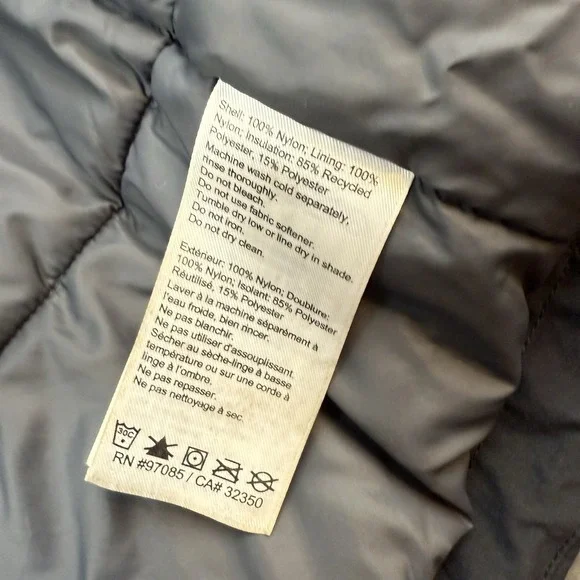 Shell: 100% Nylon; Lining: 100%
Nylon; Insulation: 85% Recycled
Polyester, 15% Polyester
Machine wash cold separately,
rinse thoroughly.
Do not bleach.
Do not use fabric softener.
Tumble dry low or line dry in shade.
Do not iron.
Do not dry clean.
Extérieur: 100% Nylon; Doublure:
100% Nylon; Isolant: 85% Polyester
Réutilisé, 15% Polyester
Laver à la machine séparément à
l'eau froide, bien rincer.
Ne pas blanchir.
Ne pas utiliser d'assouplissant.
Sécher au sèche-linge à basse
température ou sur une corde à
linge à l'ombre.
Ne pas repasser.
Ne pas nettoyage à sec.
30C
RN #97085 / CA# 32350